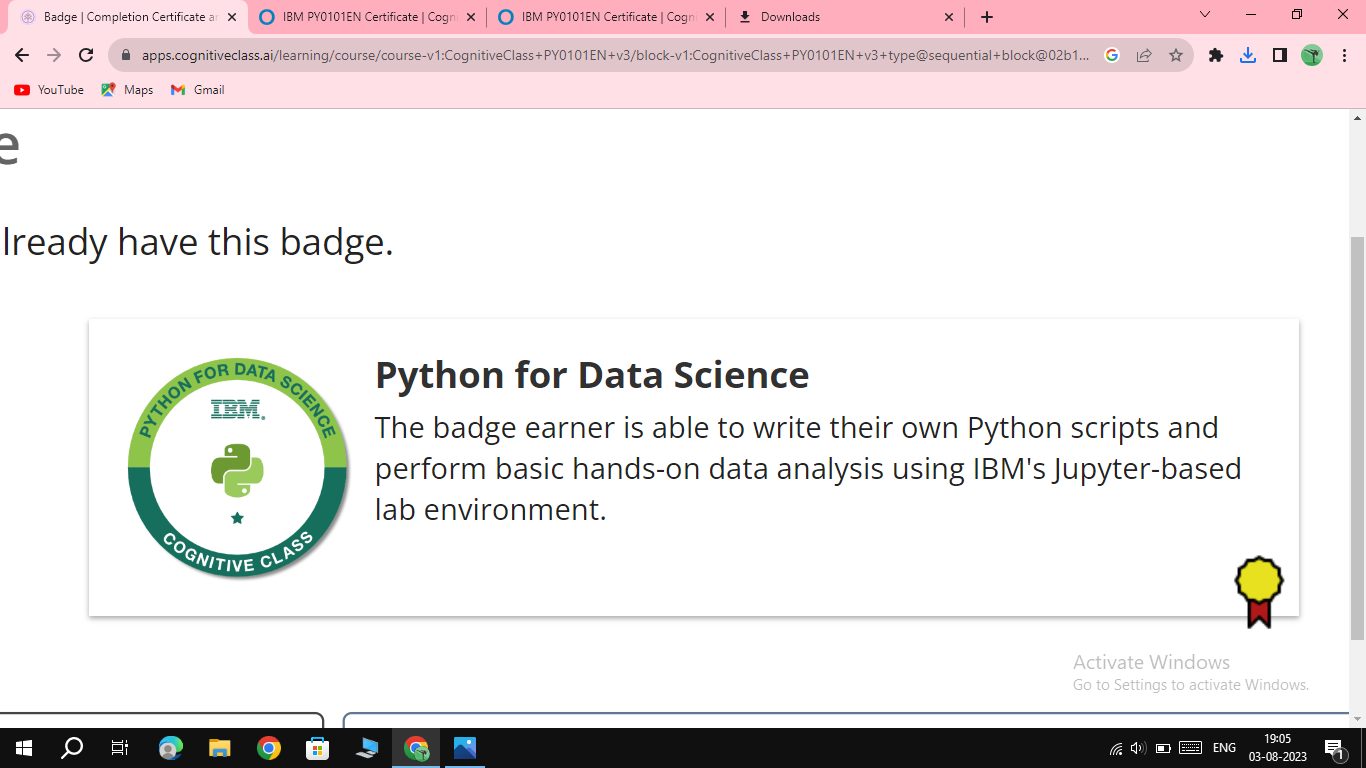 Badge | Completion Certificate ar
IBM PY0101EN Certificate | Cogni
IBM PY0101EN Certificate | Cogni
Downloads
apps.cognitiveclass.ai/learning/course/course-v1:CognitiveClass+PY0101EN+v3/block-v1:CognitiveClass+PY0101EN+v3+type@sequential+block@02b1...
YouTube
Maps
Gmail
e
lready have this badge.
PYTHON FOR DATA SCIENCE
IBM.
COGNITIVE CLASS
Python for Data Science
The badge earner is able to write their own Python scripts and
perform basic hands-on data analysis using IBM's Jupyter-based
lab environment.
Activate Windows
Go to Settings to activate Windows.
ENG
19:05
03-08-2023
1